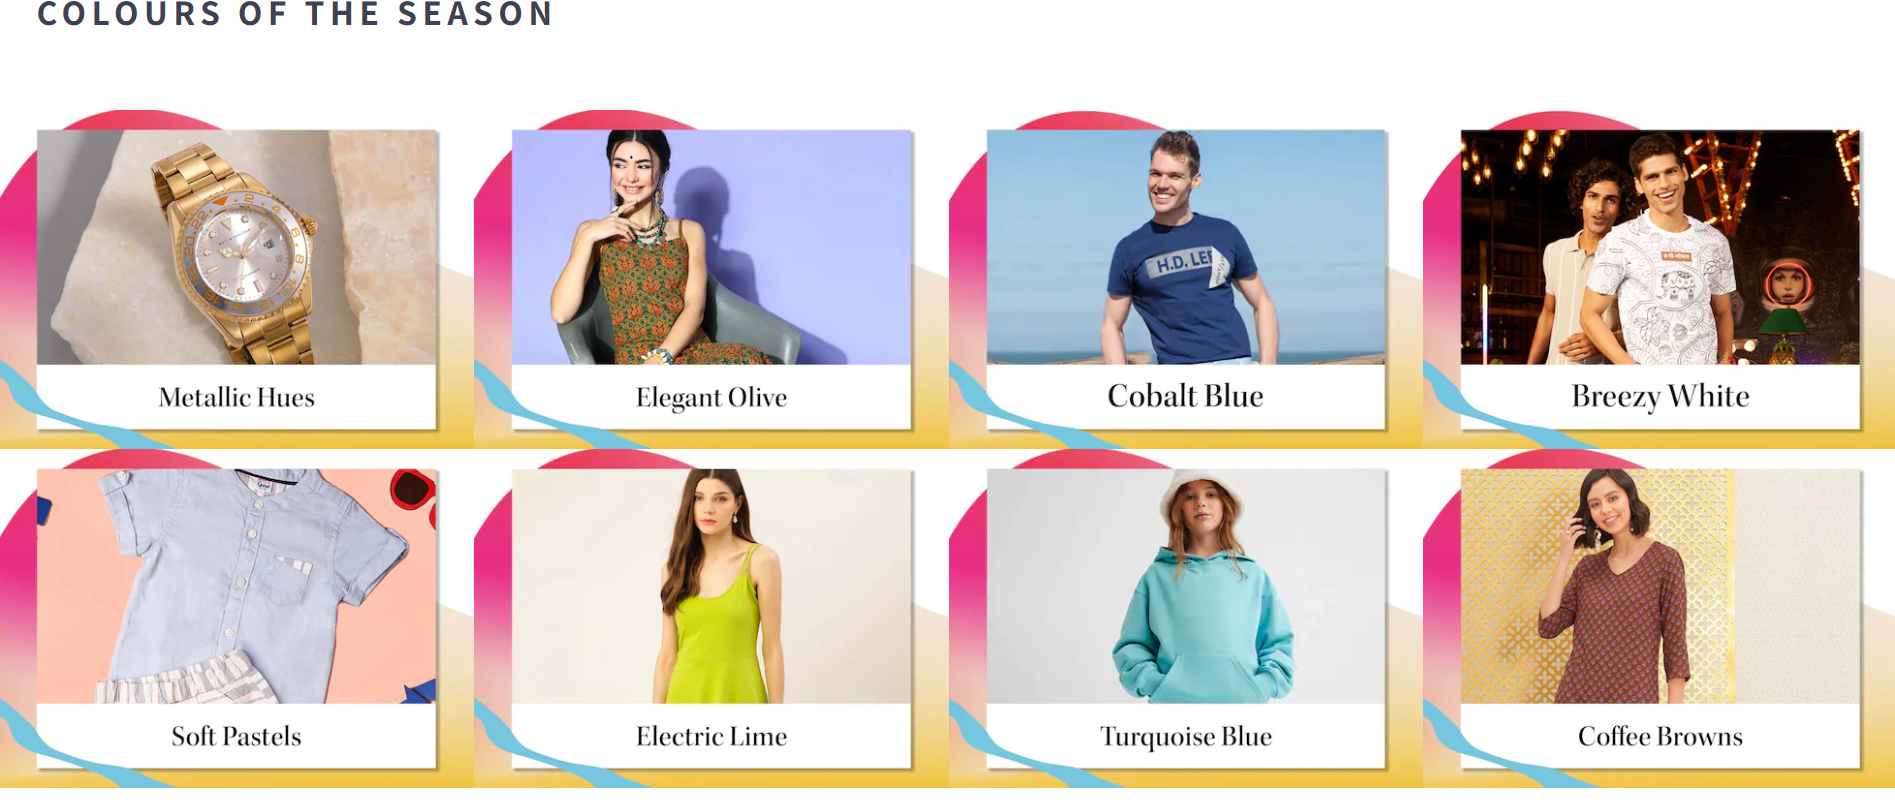 COLOURS OF THE SEASON
H.D. LEE
Metallic Hues
Elegant Olive
Cobalt Blue
Breezy White
Soft Pastels
Electric Lime
Turquoise Blue
Coffee Browns